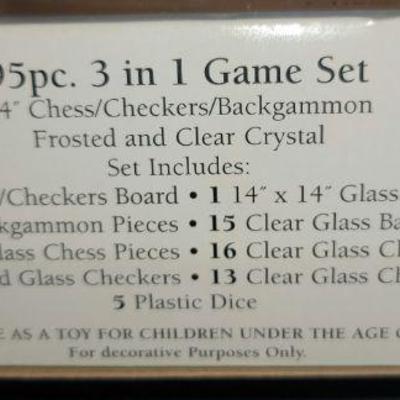 95pc. 3 in 1 Game Set
4" Chess/Checkers/Backgammon
Frosted and Clear Crystal
Set Includes:
/Checkers Board • 1 14" x 14" Glass
kgammon Pieces • 15 Clear Glass Ba
lass Chess Pieces • 16 Clear Glass Ch
d Glass Checkers • 13 Clear Glass Ch
5 Plastic Dice
E AS A TOY FOR CHILDREN UNDER THE AGE O
For decorative Purposes Only.